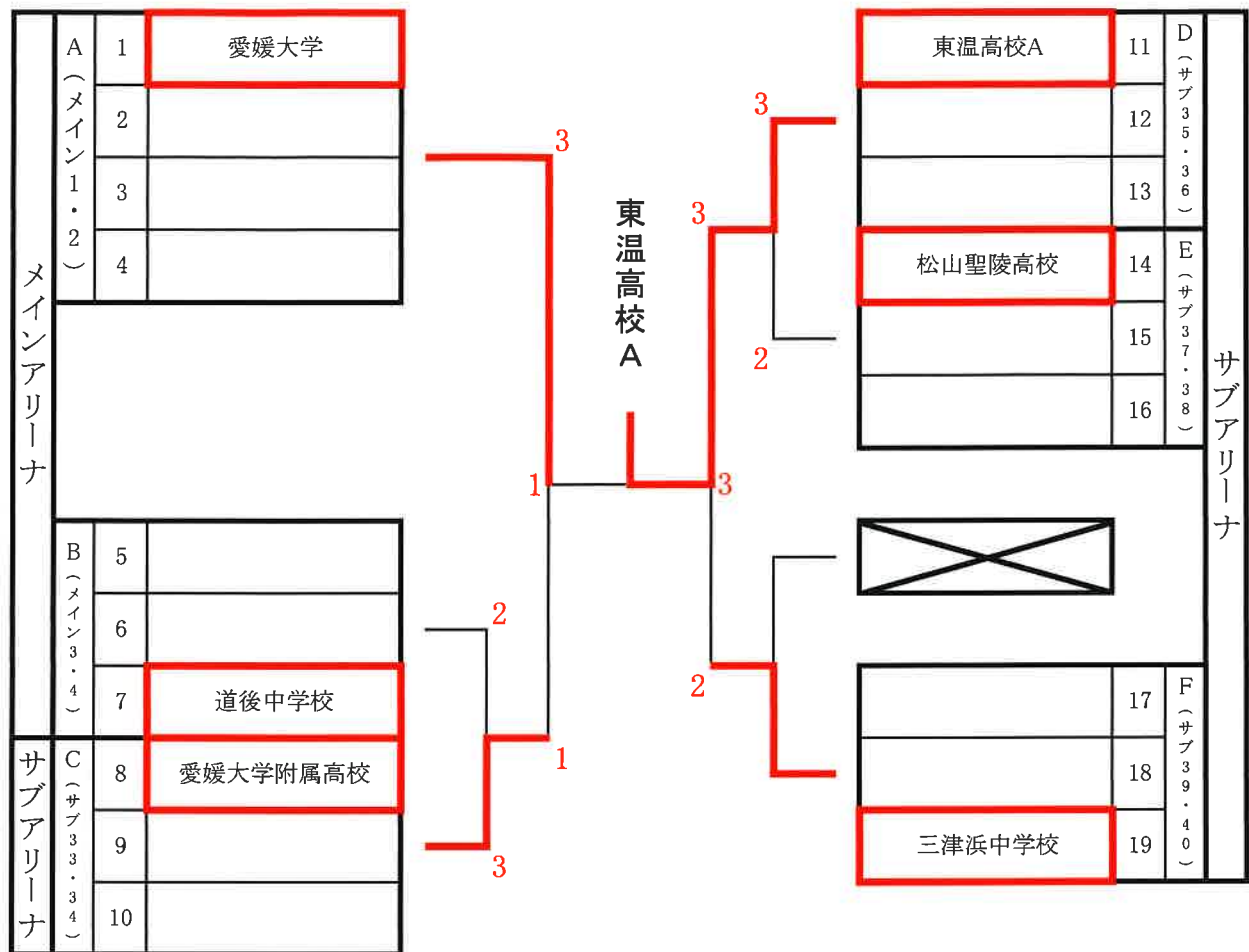 メインアリーナ
A(メイン1・2)
1 愛媛大学
2
3
4
B(メイン3・4)
5
6
7 道後中学校
サブアリーナ
C(サブ33・34)
8 愛媛大学附属高校
9
10
3
1
2
1
3
東温高校A
3
3
2
3
2
サブアリーナ
D(サブ35・36)
東温高校A 11
12
13
E(サブ37・38)
松山聖陵高校 14
15
16
F(サブ39・40)
17
18
三津浜中学校 19